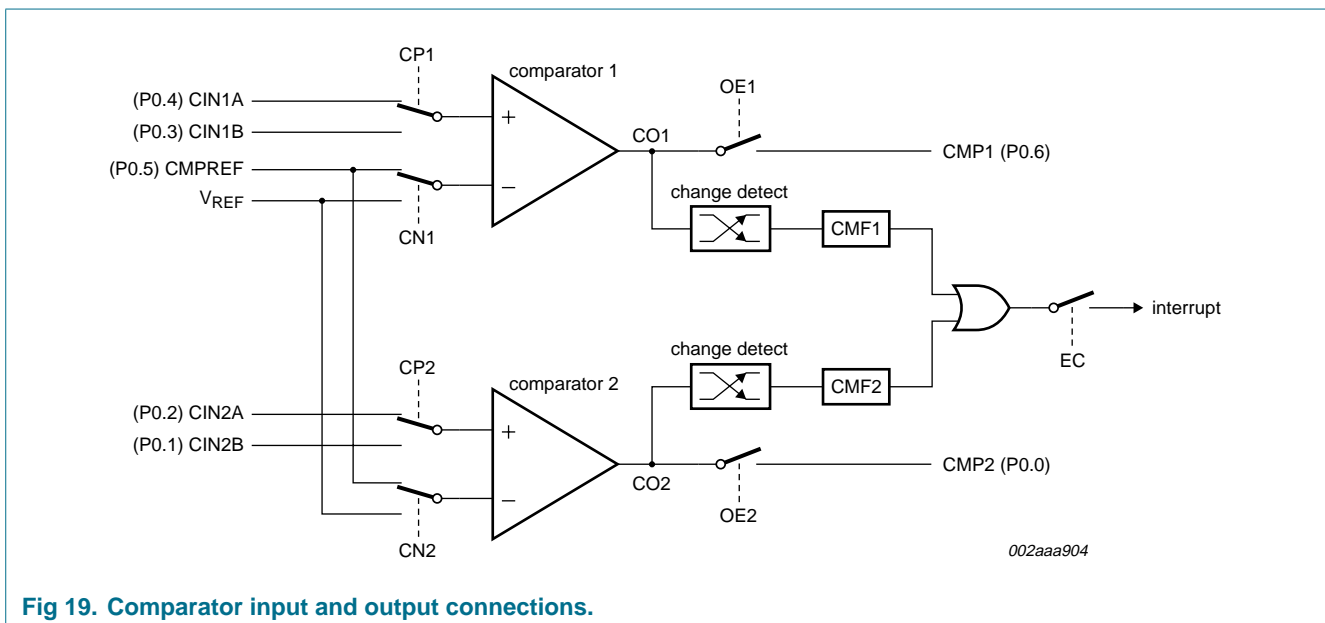 CP1
comparator 1
OE1
(P0.4) CIN1A
(P0.3) CIN1B
+
CO1
CMP1 (P0.6)
(P0.5) CMPREF
VREF
−
change detect
CN1
CMF1
interrupt
EC
CP2
comparator 2
change detect
CMF2
(P0.2) CIN2A
(P0.1) CIN2B
+
−
CO2
CMP2 (P0.0)
OE2
CN2
002aaa904
Fig 19. Comparator input and output connections.